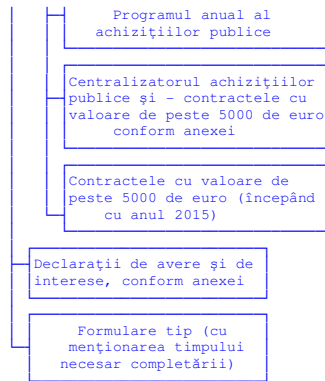 Programul anual al
achiziţiilor publice
Centralizatorul achiziţiilor
publice şi - contractele cu
valoare de peste 5000 de euro
conform anexei
Contractele cu valoare de
peste 5000 de euro (începând
cu anul 2015)
Declaraţii de avere şi de
interese, conform anexei
Formulare tip (cu
menţionarea timpului
necesar completării)